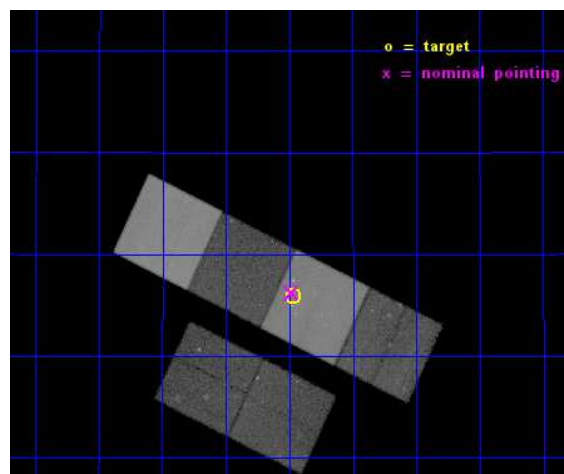 o = target
x = nominal pointing